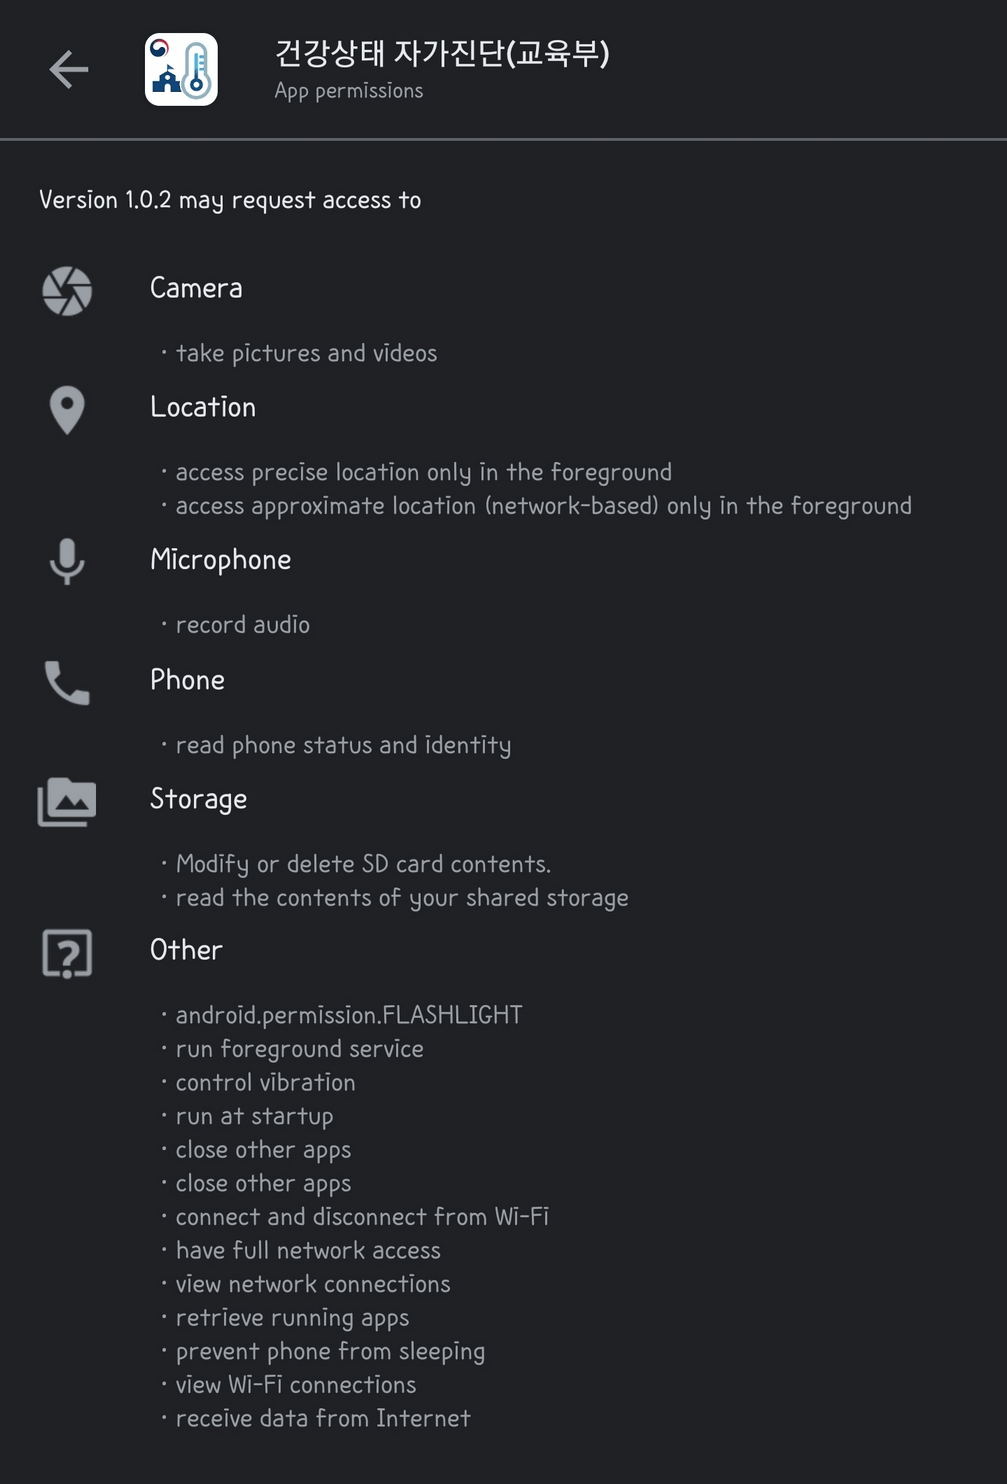 건강상태 자가진단(교육부)
App permissions
Version 1.0.2 may request access to
Camera
· take pictures and videos
Location
· access precise location only in the foreground
· access approximate location (network-based) only in the foreground
Microphone
· record audio
Phone
· read phone status and identity
Storage
· Modify or delete SD card contents.
· read the contents of your shared storage
Other
· android.permission.FLASHLIGHT
· run foreground service
· control vibration
· run at startup
· close other apps
· close other apps
· connect and disconnect from Wi-Fi
· have full network access
· view network connections
· retrieve running apps
· prevent phone from sleeping
· view Wi-Fi connections
· receive data from Internet